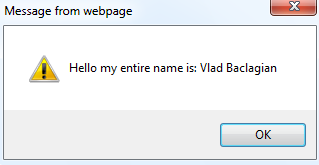 Message from webpage
Hello my entire name is: Vlad Baclagian
OK